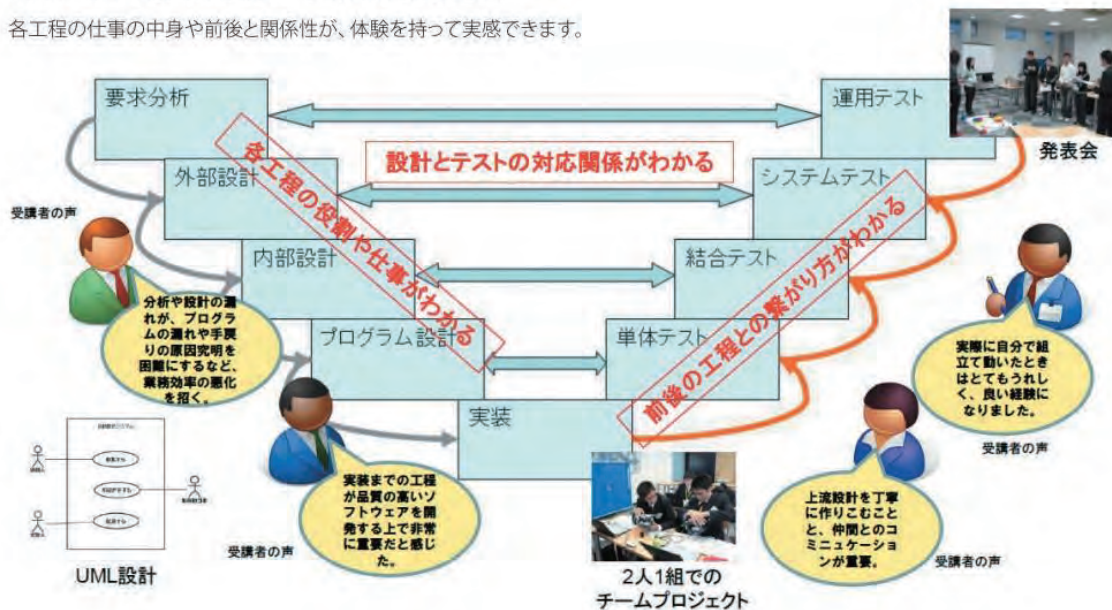 各工程の仕事の中身や前後と関係性が、体験を持って実感できます。
要求分析
運用テスト
発表会
各工程の役割や仕事がわかる
設計とテストの対応関係がわかる
前後の工程との繋がり方がわかる
外部設計
システムテスト
受講者の声
内部設計
結合テスト
分析や設計の漏
れが、プログラ
ムの漏れや手戻
りの原因究明を
困難にするなど、
業務効率の悪化
を招く。
プログラム設計
単体テスト
実際に自分で組
立て動いたとき
はとてもうれし
く、良い経験に
なりました。
受講者の声
実装
実装までの工程
が品質の高いソ
フトウェアを開
発する上で非常
に重要だと感じ
た。
受講者の声
上流設計を丁寧
に作りこむこと
と、仲間とのコ
ミュニケーショ
ンが重要。
受講者の声
UML設計
2人1組での
チームプロジェクト